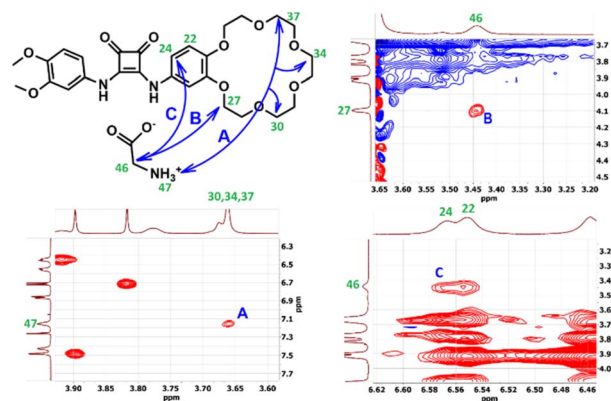 37
22
24
34
O O
O O O O
O
O
N H
N H
O
O
O
O
O
27
30
C
B
A
O
O-
46
NH3+
47
46
27
B
3.7
3.8
3.9
4.0
4.1
4.2
4.3
4.4
4.5
ppm
3.65 3.60 3.55 3.50 3.45 3.40 3.35 3.30 3.25 3.20
ppm
30,34,37
47
A
6.3
6.5
6.7
6.9
7.1
7.3
7.5
7.7
ppm
3.90 3.85 3.80 3.75 3.70 3.65 3.60
ppm
24 22
46
C
3.4
3.5
3.6
3.7
3.8
3.9
4.0
ppm
6.62 6.60 6.58 6.56 6.54 6.52 6.50 6.48 6.46
ppm